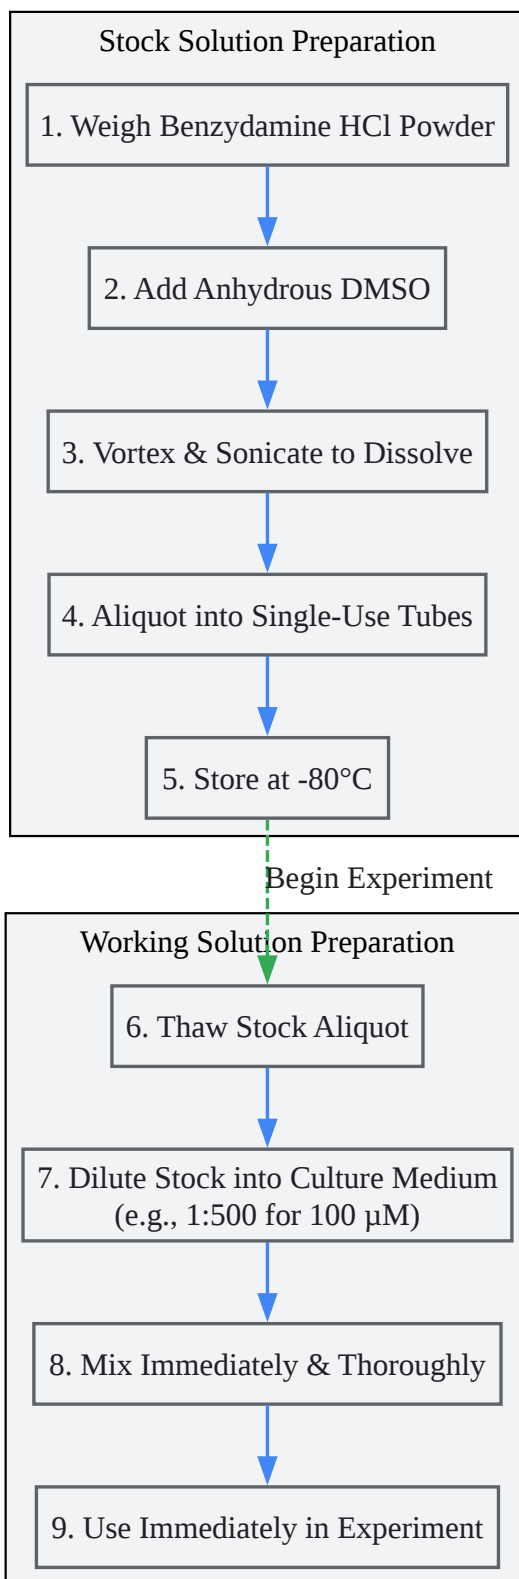 Stock Solution Preparation
1. Weigh Benzydamine HCl Powder
2. Add Anhydrous DMSO
3. Vortex & Sonicate to Dissolve
4. Aliquot into Single-Use Tubes
5. Store at -80°C
Begin Experiment
Working Solution Preparation
6. Thaw Stock Aliquot
7. Dilute Stock into Culture Medium
(e.g., 1:500 for 100 µM)
8. Mix Immediately & Thoroughly
9. Use Immediately in Experiment